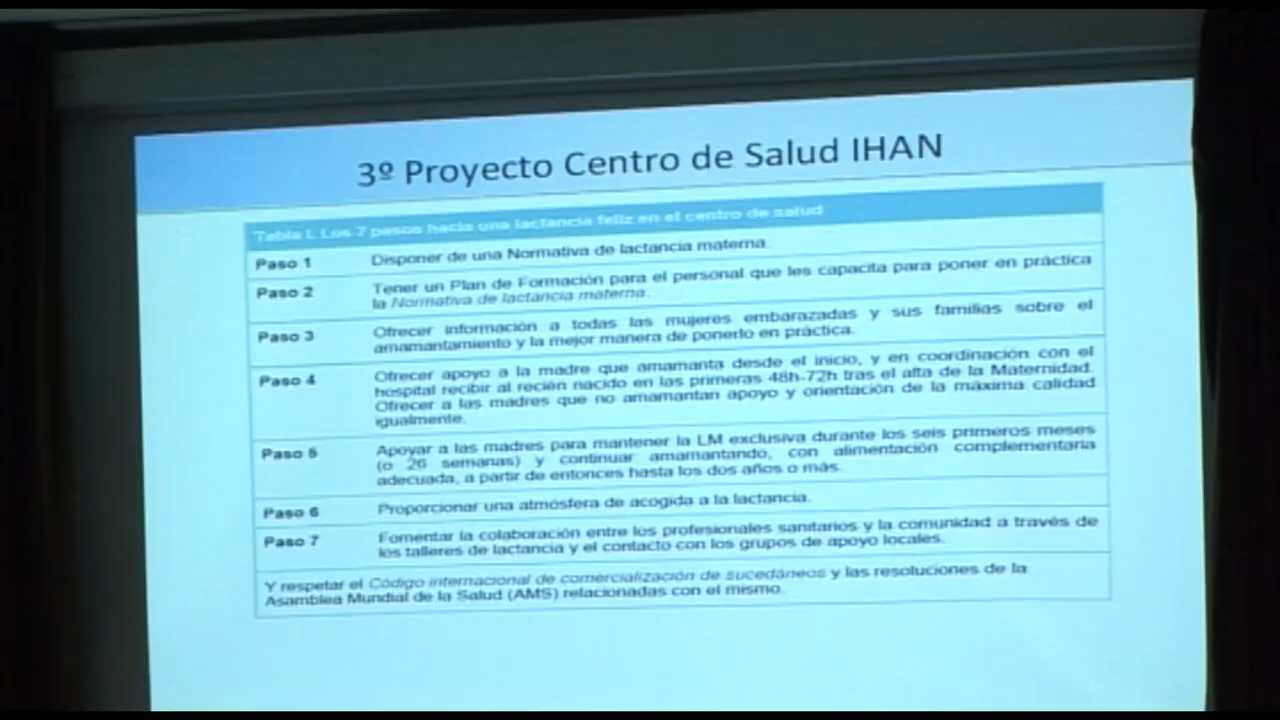 3º Proyecto Centro de Salud IHAN
Tabla I. Los 7 pasos hacia una lactancia feliz en el centro de salud
Paso 1 Disponer de una Normativa de lactancia materna.
Paso 2 Tener un Plan de Formación para el personal que les capacita para poner en práctica
la Normativa de lactancia materna.
Paso 3 Ofrecer información a todas las mujeres embarazadas y sus familias sobre el
amamantamiento y la mejor manera de ponerlo en práctica.
Paso 4 Ofrecer apoyo a la madre que amamanta desde el inicio, y en coordinación con el
hospital recibir al recién nacido en las primeras 48h-72h tras el alta de la Maternidad.
Ofrecer a las madres que no amamantan apoyo y orientación de la máxima calidad
igualmente.
Paso 5 Apoyar a las madres para mantener la LM exclusiva durante los seis primeros meses
(o 26 semanas) y continuar amamantando, con alimentación complementaria
adecuada, a partir de entonces hasta los dos años o más.
Paso 6 Proporcionar una atmósfera de acogida a la lactancia.
Paso 7 Fomentar la colaboración entre los profesionales sanitarios y la comunidad a través de
los talleres de lactancia y el contacto con los grupos de apoyo locales.
Y respetar el Código internacional de comercialización de sucedáneos y las resoluciones de la
Asamblea Mundial de la Salud (AMS) relacionadas con el mismo.